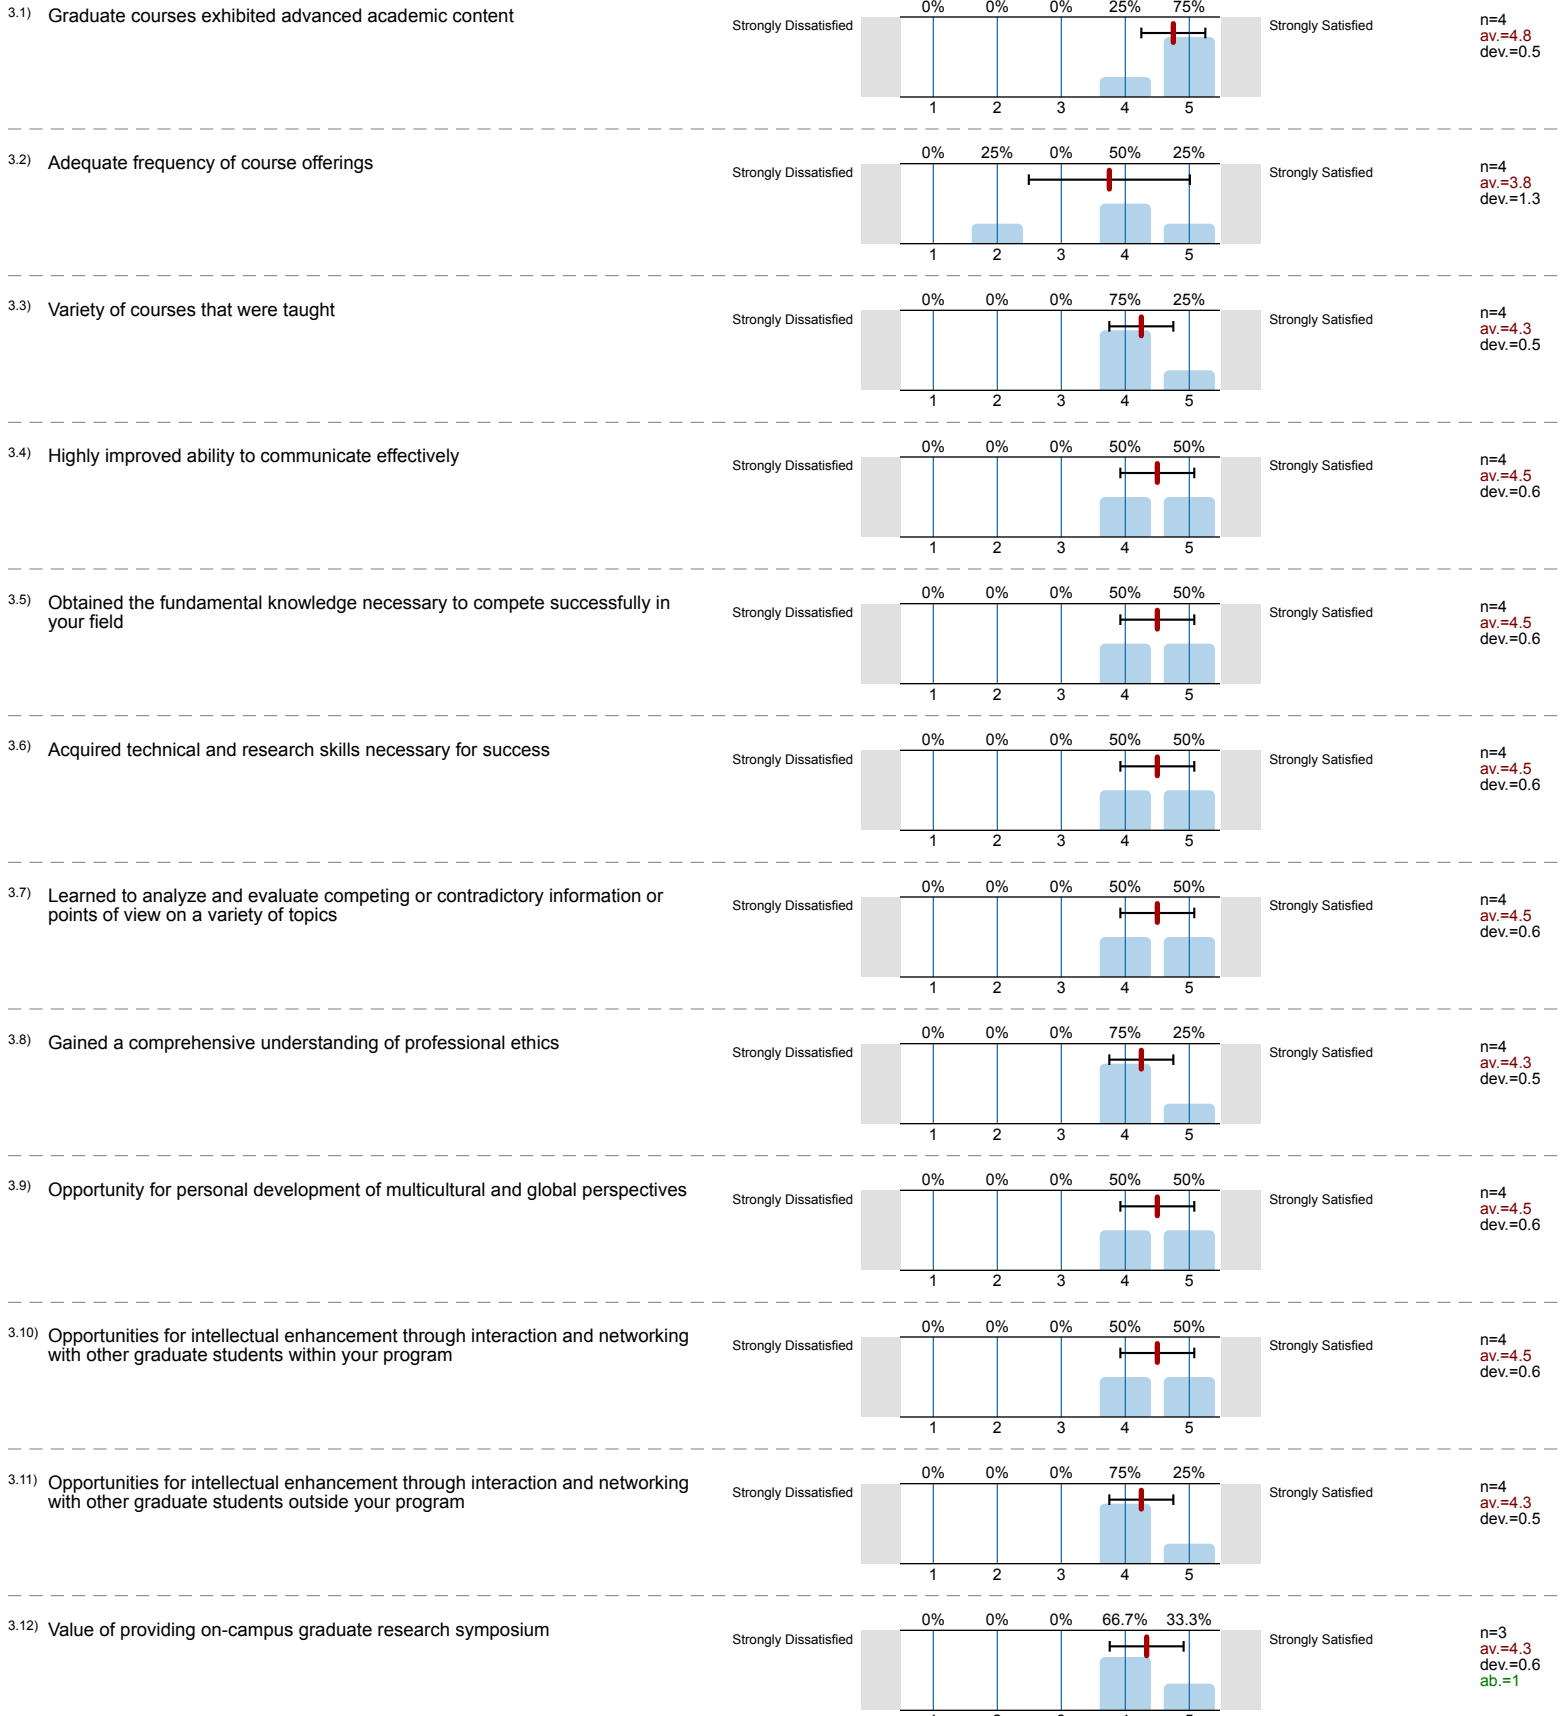 3.1) Graduate courses exhibited advanced academic content
0% 0% 0% 25% 75%
Strongly Dissatisfied Strongly Satisfied
n=4
av.=4.8
dev.=0.5
1 2 3 4 5
3.2) Adequate frequency of course offerings
0% 25% 0% 50% 25%
Strongly Dissatisfied Strongly Satisfied
n=4
av.=3.8
dev.=1.3
1 2 3 4 5
3.3) Variety of courses that were taught
0% 0% 0% 75% 25%
Strongly Dissatisfied Strongly Satisfied
n=4
av.=4.3
dev.=0.5
1 2 3 4 5
3.4) Highly improved ability to communicate effectively
0% 0% 0% 50% 50%
Strongly Dissatisfied Strongly Satisfied
n=4
av.=4.5
dev.=0.6
1 2 3 4 5
3.5) Obtained the fundamental knowledge necessary to compete successfully in
your field
0% 0% 0% 50% 50%
Strongly Dissatisfied Strongly Satisfied
n=4
av.=4.5
dev.=0.6
1 2 3 4 5
3.6) Acquired technical and research skills necessary for success
0% 0% 0% 50% 50%
Strongly Dissatisfied Strongly Satisfied
n=4
av.=4.5
dev.=0.6
1 2 3 4 5
3.7) Learned to analyze and evaluate competing or contradictory information or
points of view on a variety of topics
0% 0% 0% 50% 50%
Strongly Dissatisfied Strongly Satisfied
n=4
av.=4.5
dev.=0.6
1 2 3 4 5
3.8) Gained a comprehensive understanding of professional ethics
0% 0% 0% 75% 25%
Strongly Dissatisfied Strongly Satisfied
n=4
av.=4.3
dev.=0.5
1 2 3 4 5
3.9) Opportunity for personal development of multicultural and global perspectives
0% 0% 0% 50% 50%
Strongly Dissatisfied Strongly Satisfied
n=4
av.=4.5
dev.=0.6
1 2 3 4 5
3.10) Opportunities for intellectual enhancement through interaction and networking
with other graduate students within your program
0% 0% 0% 50% 50%
Strongly Dissatisfied Strongly Satisfied
n=4
av.=4.5
dev.=0.6
1 2 3 4 5
3.11) Opportunities for intellectual enhancement through interaction and networking
with other graduate students outside your program
0% 0% 0% 75% 25%
Strongly Dissatisfied Strongly Satisfied
n=4
av.=4.3
dev.=0.5
1 2 3 4 5
3.12) Value of providing on-campus graduate research symposium
0% 0% 0% 66.7% 33.3%
Strongly Dissatisfied Strongly Satisfied
n=3
av.=4.3
dev.=0.6
ab.=1